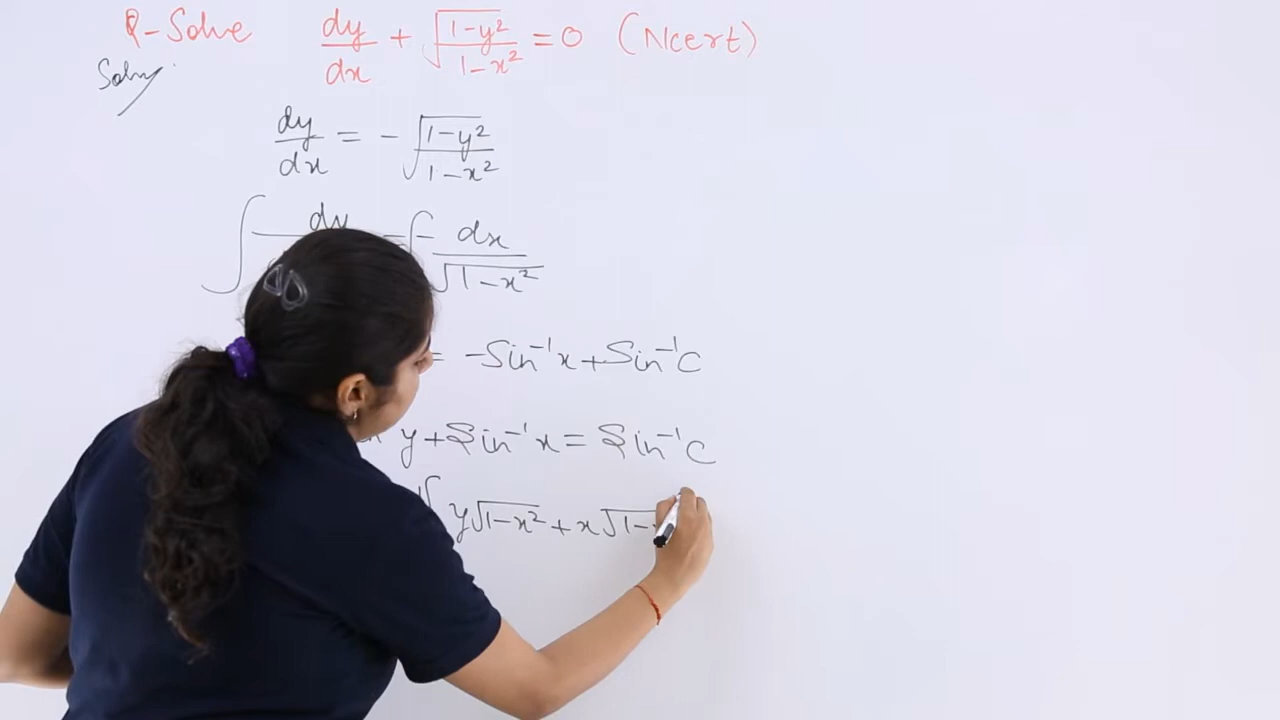 Q-Solve dy/dx + √(1-y²/1-x²) = 0 (Ncert)
Soln
dy/dx = -√(1-y²/1-x²)
∫ dy = ∫ - dx/√(1-x²)
= -Sin⁻¹x + Sin⁻¹C
y + Sin⁻¹x = Sin⁻¹C
y√(1-x²) + x√(1-